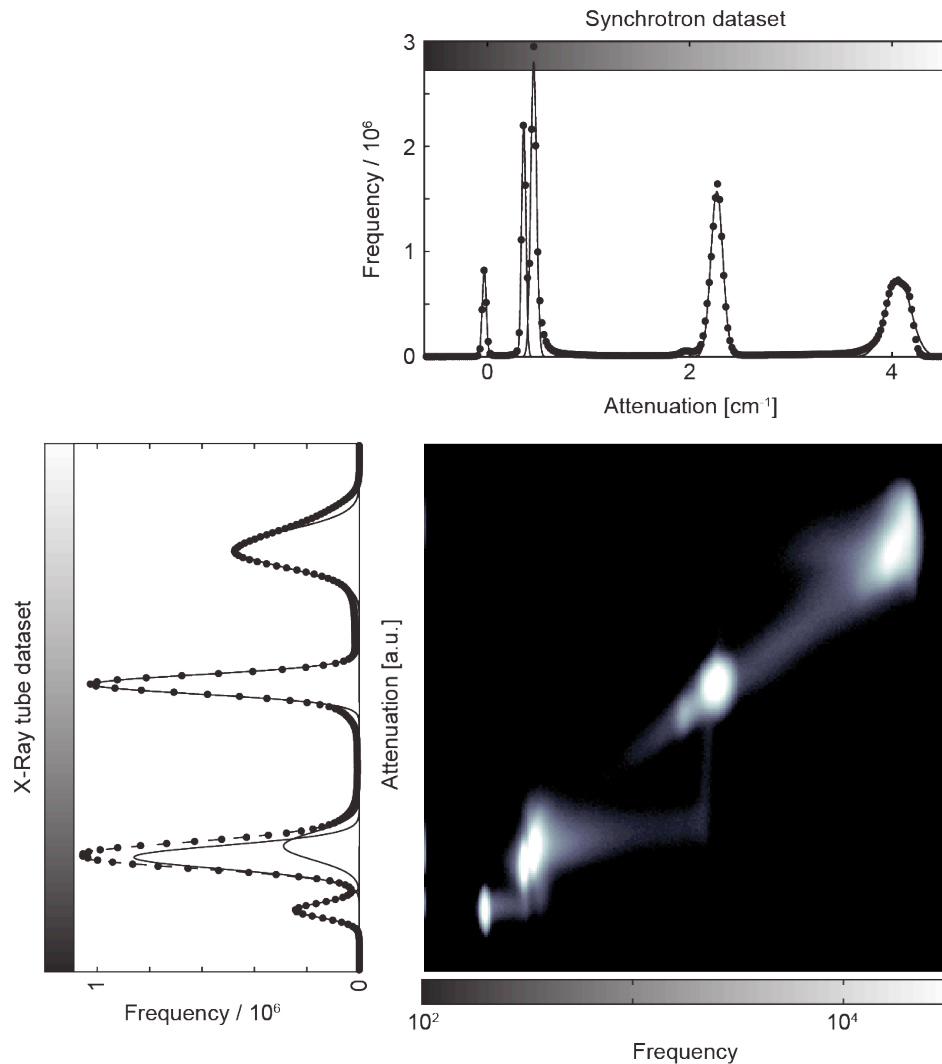 Synchrotron dataset
3
2
1
0
Frequency / 10⁶
0
2
4
Attenuation [cm⁻¹]
X-Ray tube dataset
Attenuation [a.u.]
1
0
Frequency / 10⁶
10²
10⁴
Frequency